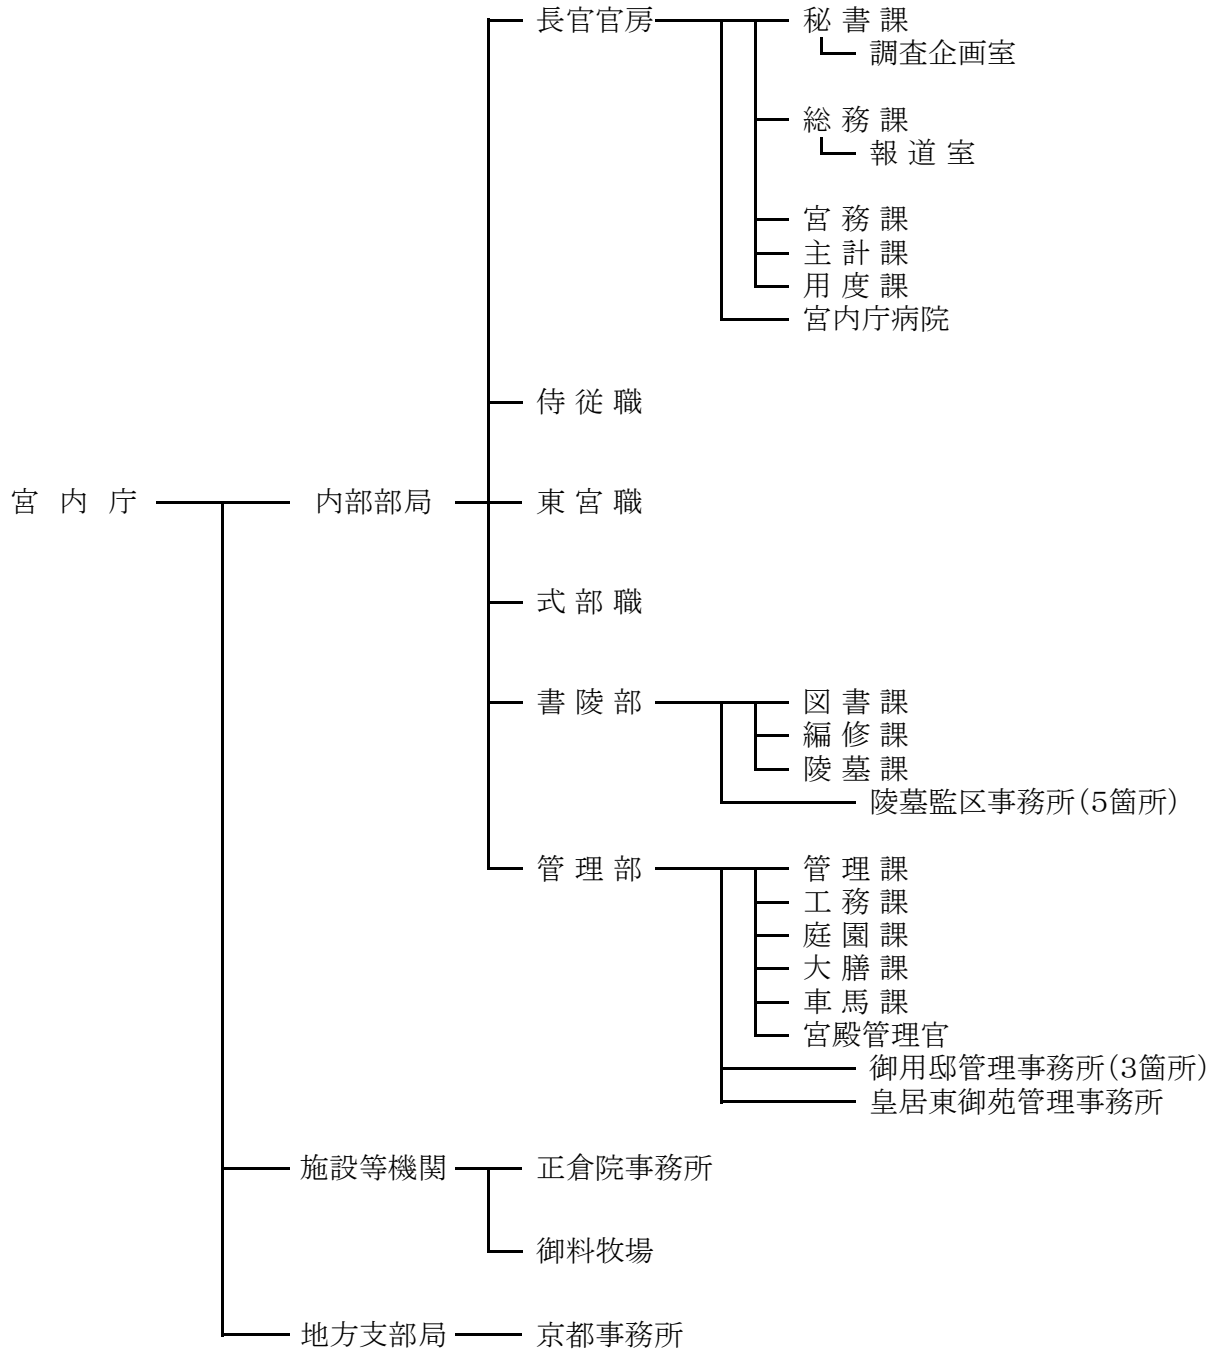 長官官房 秘書課
調査企画室
総務課
報道室
宮務課
主計課
用度課
宮内庁病院
侍従職
宮内庁 内部部局 東宮職
式部職
書陵部 図書課
編修課
陵墓課
陵墓監区事務所(5箇所)
管理部 管理課
工務課
庭園課
大膳課
車馬課
宮殿管理官
御用邸管理事務所(3箇所)
皇居東御苑管理事務所
施設等機関 正倉院事務所
御料牧場
地方支部局 京都事務所